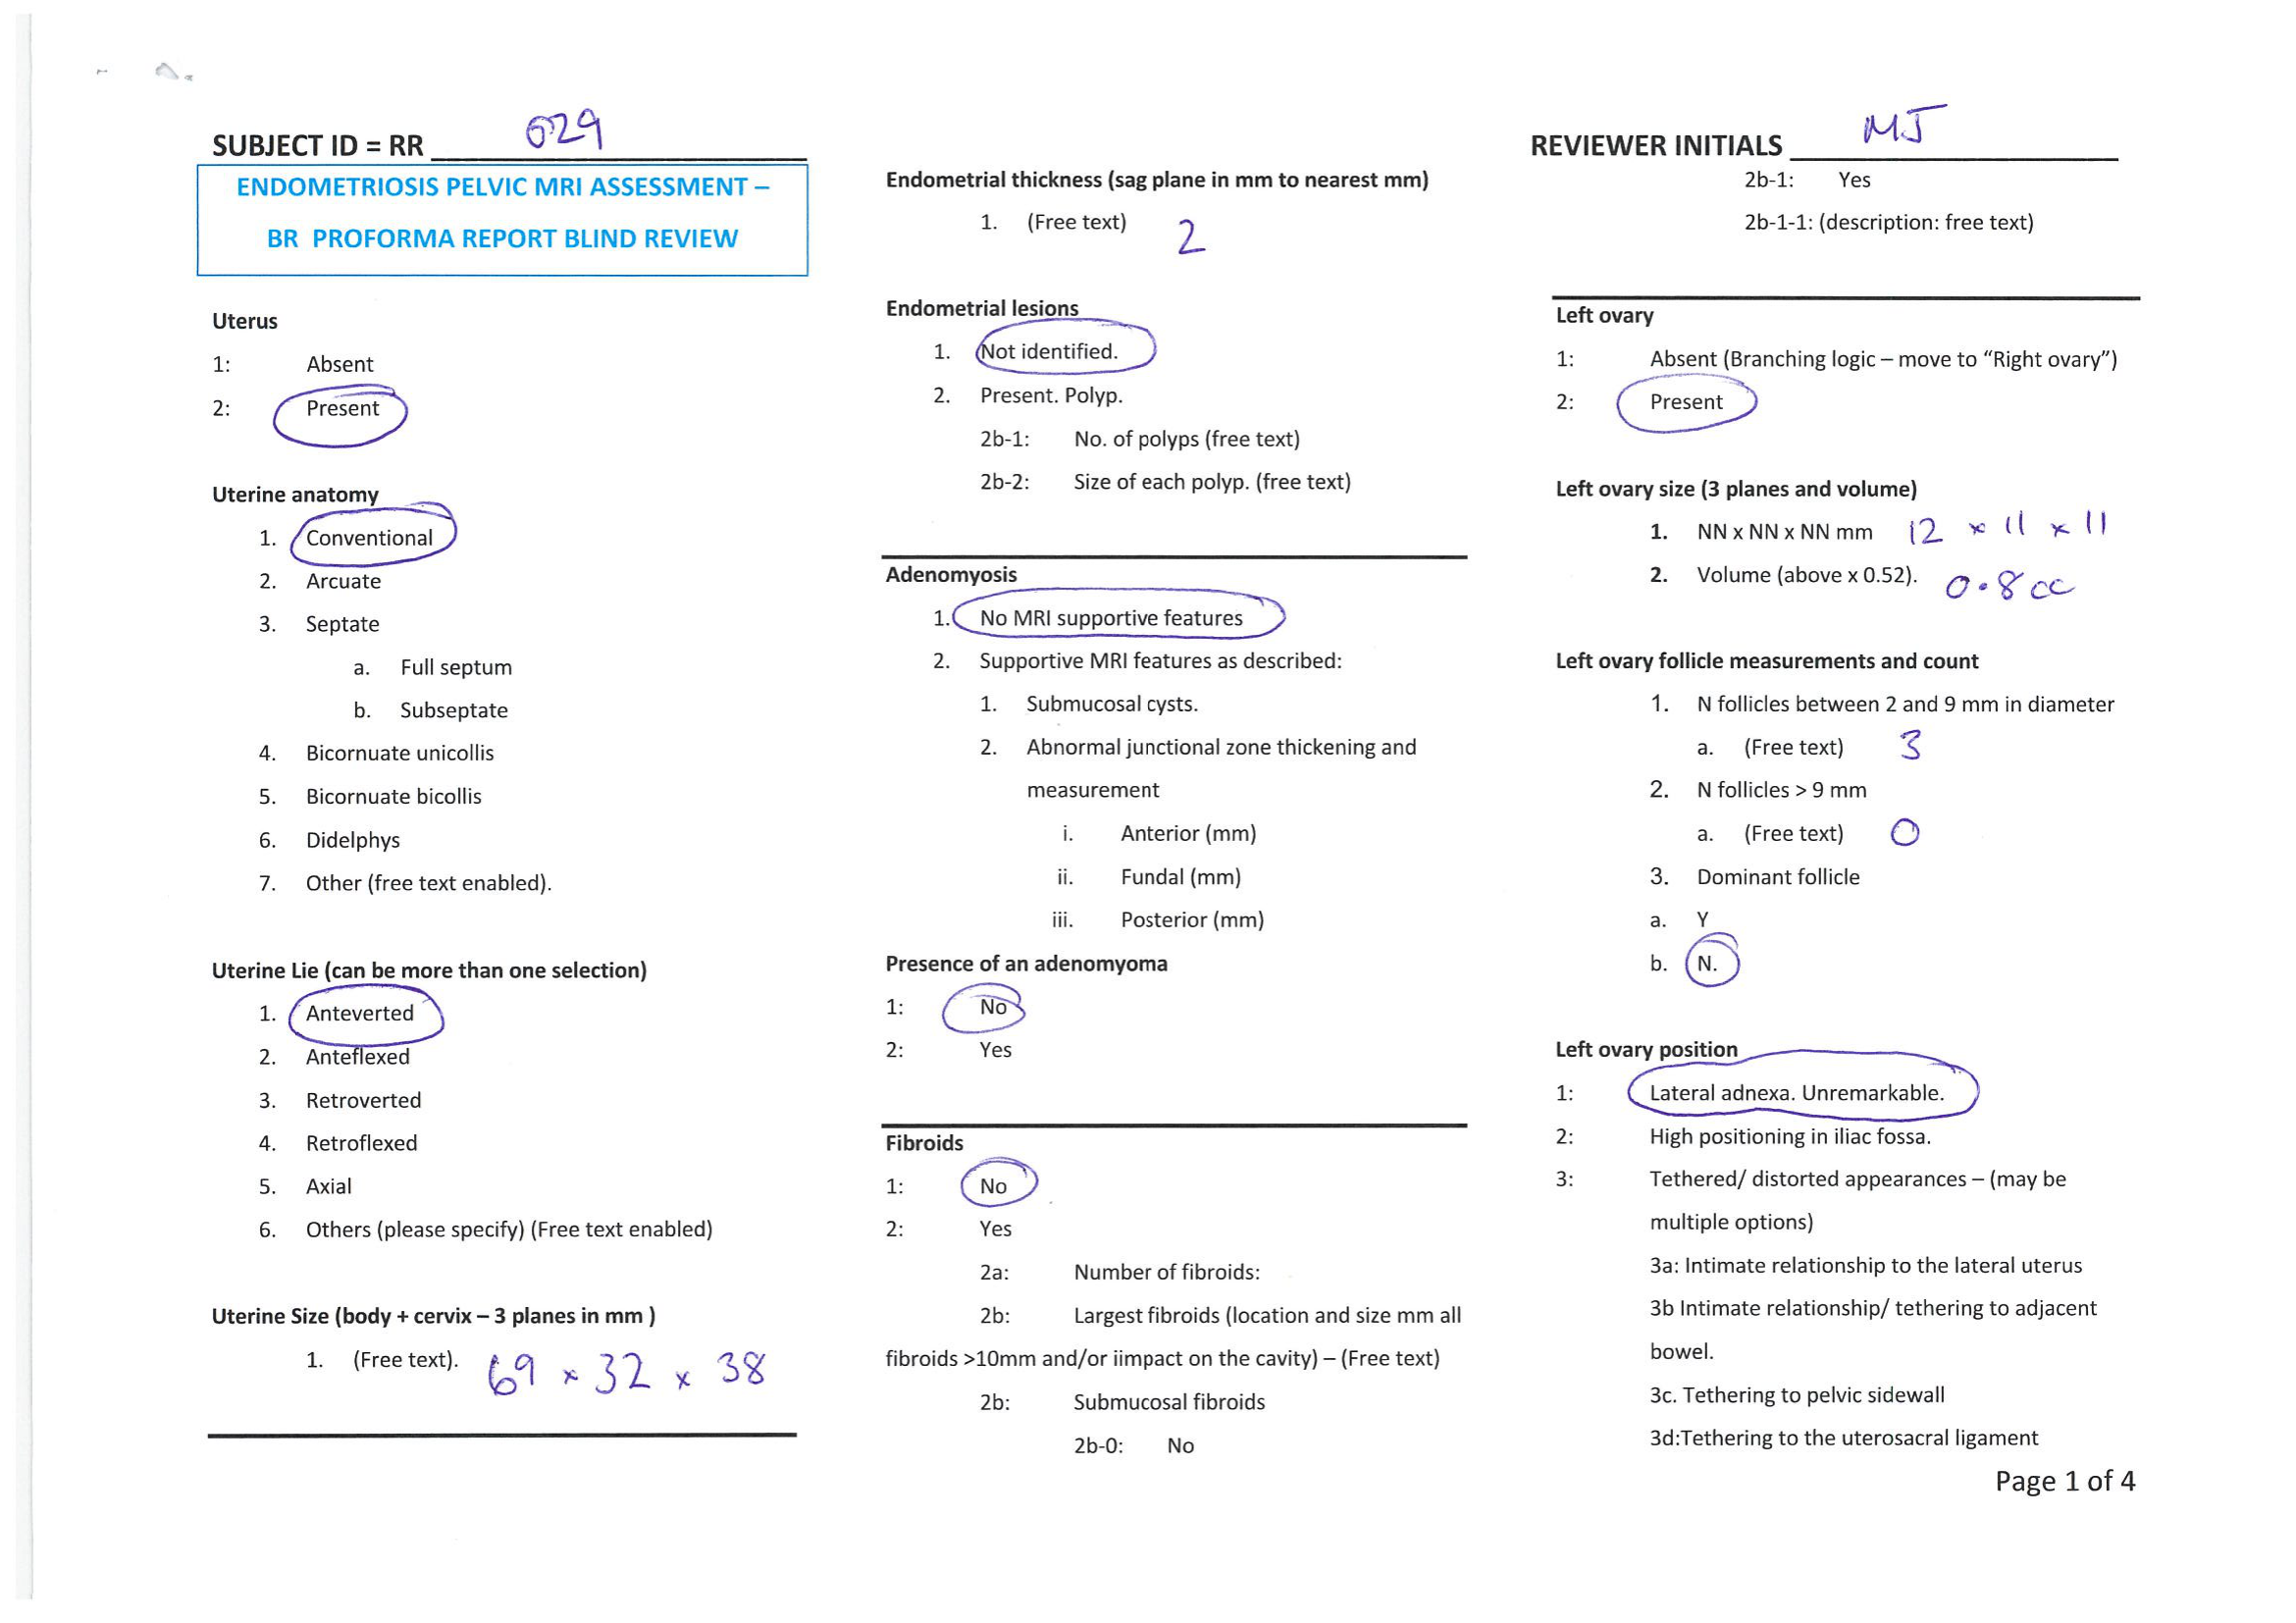 SUBJECT ID = RR 029
ENDOMETRIOSIS PELVIC MRI ASSESSMENT –
BR PROFORMA REPORT BLIND REVIEW
Uterus
1: Absent
2: Present
Uterine anatomy
1. Conventional
2. Arcuate
3. Septate
a. Full septum
b. Subseptate
4. Bicornuate unicollis
5. Bicornuate bicollis
6. Didelphys
7. Other (free text enabled).
Uterine Lie (can be more than one selection)
1. Anteverted
2. Anteflexed
3. Retroverted
4. Retroflexed
5. Axial
6. Others (please specify) (Free text enabled)
Uterine Size (body + cervix – 3 planes in mm )
1. (Free text). 69 x 32 x 38
Endometrial thickness (sag plane in mm to nearest mm)
1. (Free text) 2
Endometrial lesions
1. Not identified.
2. Present. Polyp.
2b-1: No. of polyps (free text)
2b-2: Size of each polyp. (free text)
Adenomyosis
1. No MRI supportive features
2. Supportive MRI features as described:
1. Submucosal cysts.
2. Abnormal junctional zone thickening and
measurement
i. Anterior (mm)
ii. Fundal (mm)
iii. Posterior (mm)
Presence of an adenomyoma
1: No
2: Yes
Fibroids
1: No
2: Yes
2a: Number of fibroids:
2b: Largest fibroids (location and size mm all
fibroids >10mm and/or iimpact on the cavity) – (Free text)
2b: Submucosal fibroids
2b-0: No
REVIEWER INITIALS MJ
2b-1: Yes
2b-1-1: (description: free text)
Left ovary
1: Absent (Branching logic – move to “Right ovary”)
2: Present
Left ovary size (3 planes and volume)
1. NN x NN x NN mm 12 x 11 x 11
2. Volume (above x 0.52). 0.8 cc
Left ovary follicle measurements and count
1. N follicles between 2 and 9 mm in diameter
a. (Free text) 3
2. N follicles > 9 mm
a. (Free text) 0
3. Dominant follicle
a. Y
b. N.
Left ovary position
1: Lateral adnexa. Unremarkable.
2: High positioning in iliac fossa.
3: Tethered/ distorted appearances – (may be
multiple options)
3a: Intimate relationship to the lateral uterus
3b Intimate relationship/ tethering to adjacent
bowel.
3c. Tethering to pelvic sidewall
3d:Tethering to the uterosacral ligament
Page 1 of 4